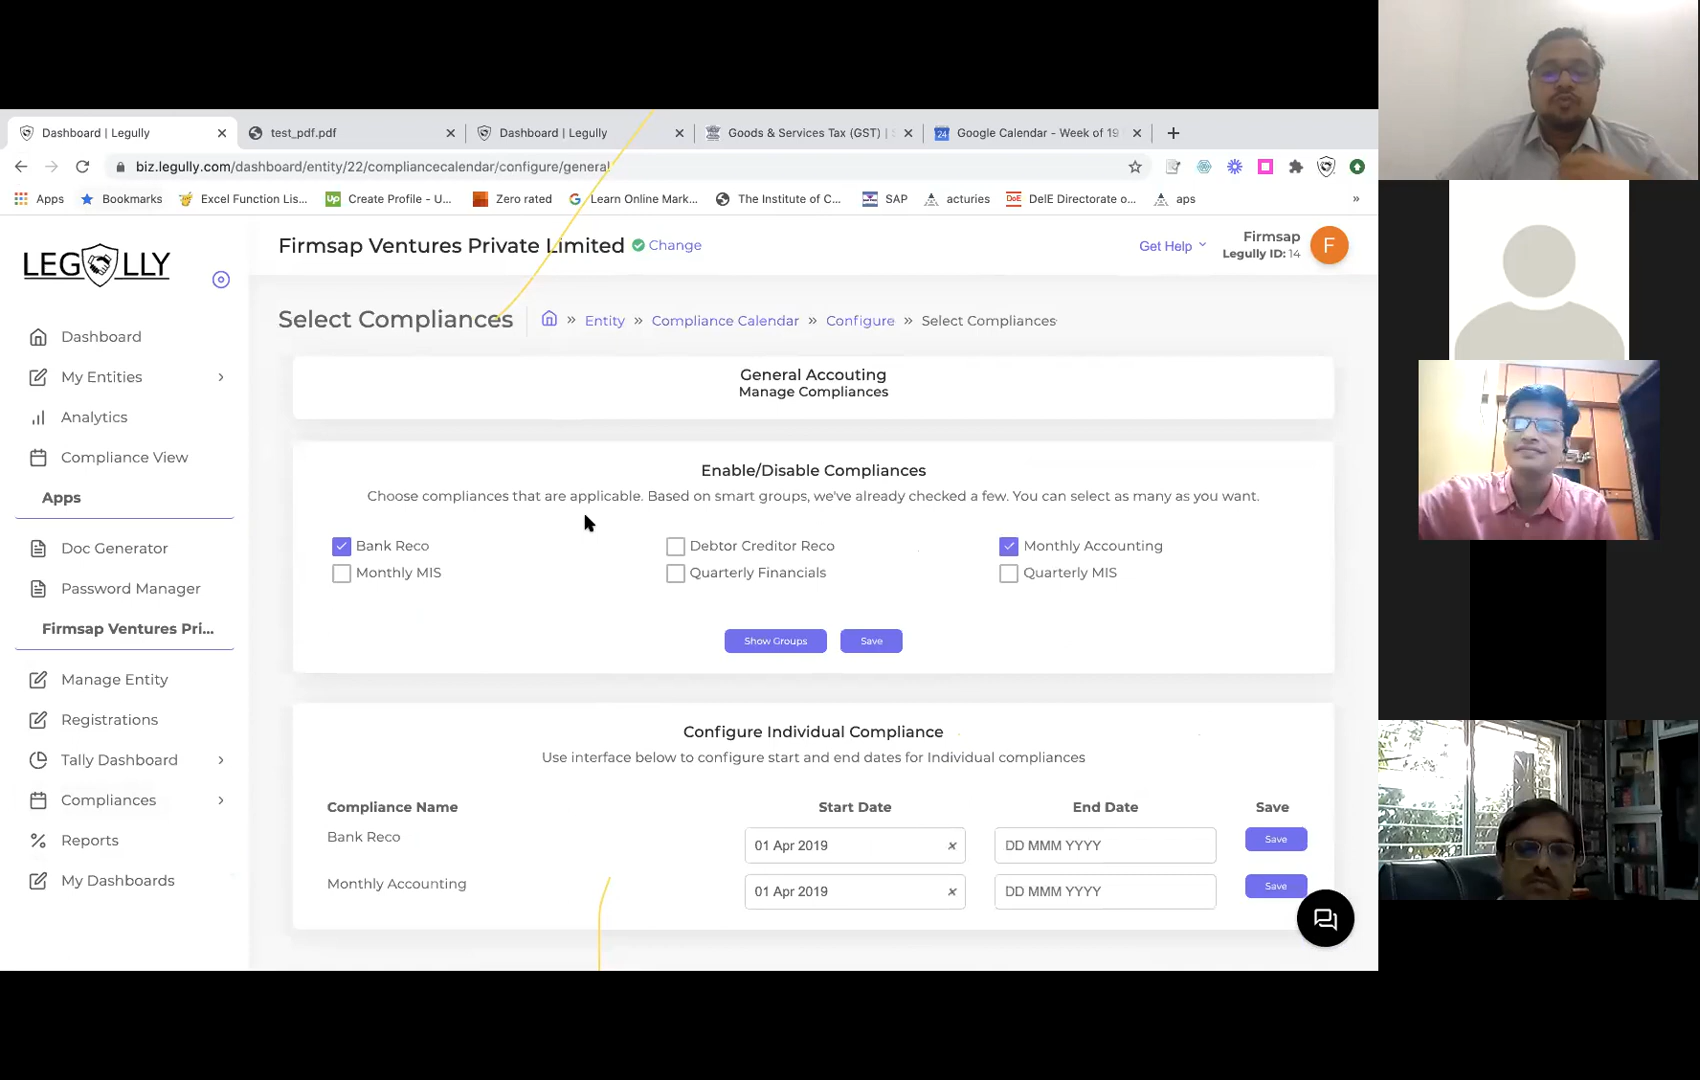 Dashboard | Legully
test_pdf.pdf
Dashboard | Legully
Goods & Services Tax (GST) | S
24 Google Calendar - Week of 19
biz.legully.com/dashboard/entity/22/compliancecalendar/configure/general
Apps Bookmarks Excel Function Lis... Up Create Profile - U... Zero rated G Learn Online Mark... The Institute of C... SAP acturies DoE DelE Directorate o... aps »
LEGULLY
Firmsap Ventures Private Limited Change
Get Help
Firmsap
Legully ID: 14
F
Select Compliances
» Entity » Compliance Calendar » Configure » Select Compliances
Dashboard
My Entities
Analytics
Compliance View
Apps
Doc Generator
Password Manager
Firmsap Ventures Pri...
Manage Entity
Registrations
Tally Dashboard
Compliances
Reports
My Dashboards
General Accouting
Manage Compliances
Enable/Disable Compliances
Choose compliances that are applicable. Based on smart groups, we've already checked a few. You can select as many as you want.
Bank Reco Debtor Creditor Reco Monthly Accounting
Monthly MIS Quarterly Financials Quarterly MIS
Show Groups Save
Configure Individual Compliance
Use interface below to configure start and end dates for Individual compliances
Compliance Name Start Date End Date Save
Bank Reco 01 Apr 2019 × DD MMM YYYY Save
Monthly Accounting 01 Apr 2019 × DD MMM YYYY Save